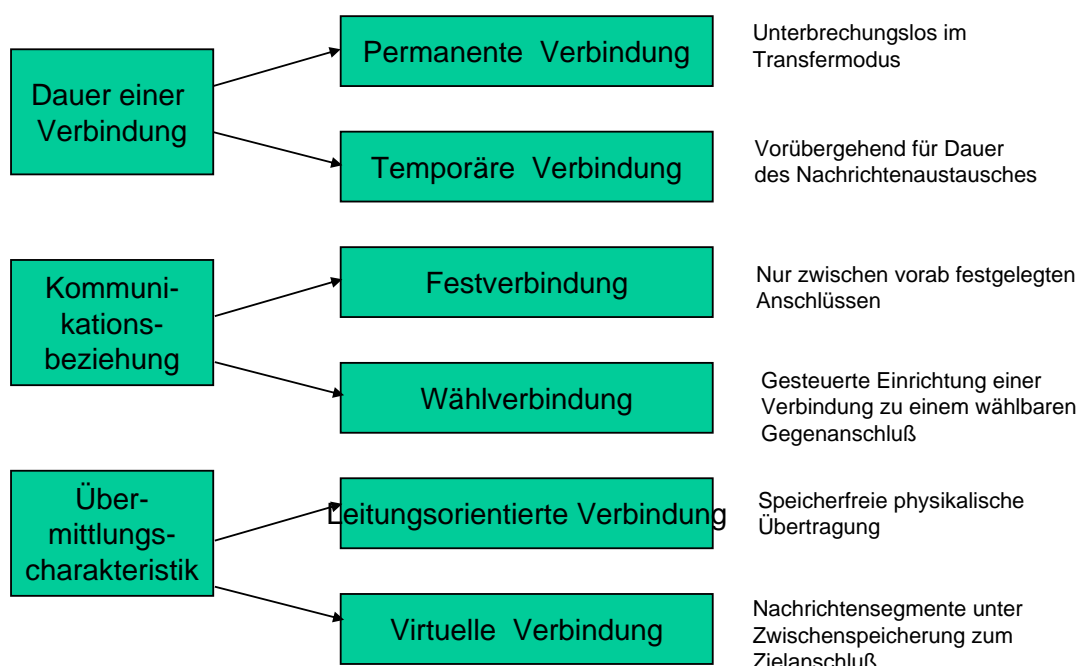 Dauer einer
Verbindung
Permanente Verbindung
Unterbrechungslos im
Transfermodus
Temporäre Verbindung
Vorübergehend für Dauer
des Nachrichtenaustausches
Kommuni-
kations-
beziehung
Festverbindung
Nur zwischen vorab festgelegten
Anschlüssen
Wählverbindung
Gesteuerte Einrichtung einer
Verbindung zu einem wählbaren
Gegenanschluß
Über-
mittlungs-
charakteristik
Leitungsorientierte Verbindung
Speicherfreie physikalische
Übertragung
Virtuelle Verbindung
Nachrichtensegmente unter
Zwischenspeicherung zum
Zielanschluß